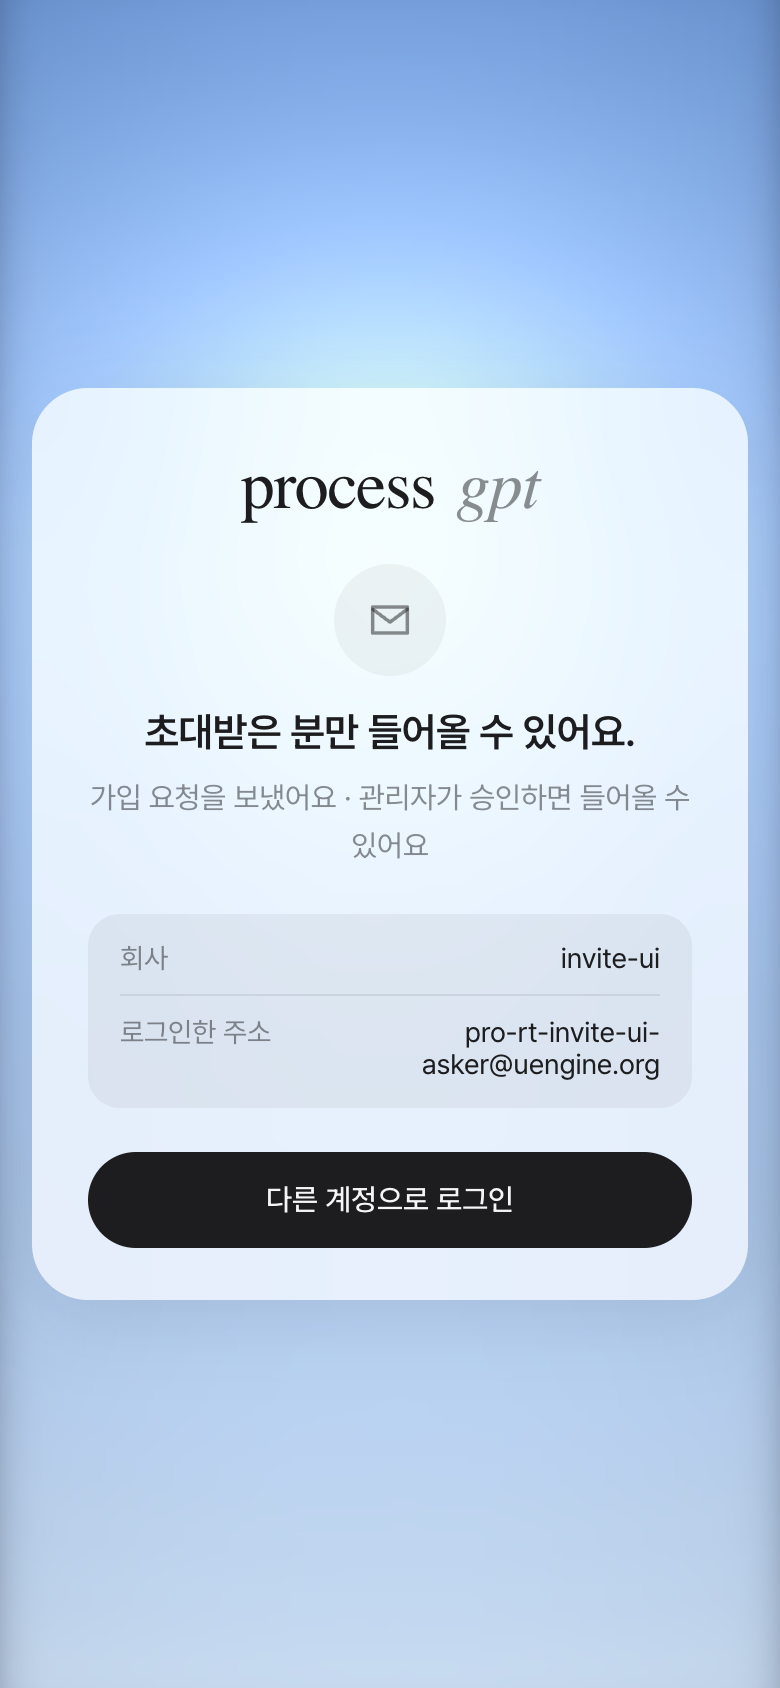 process gpt
초대받은 분만 들어올 수 있어요.
가입 요청을 보냈어요 · 관리자가 승인하면 들어올 수
있어요
회사 invite-ui
로그인한 주소 pro-rt-invite-ui-
asker@uengine.org
다른 계정으로 로그인